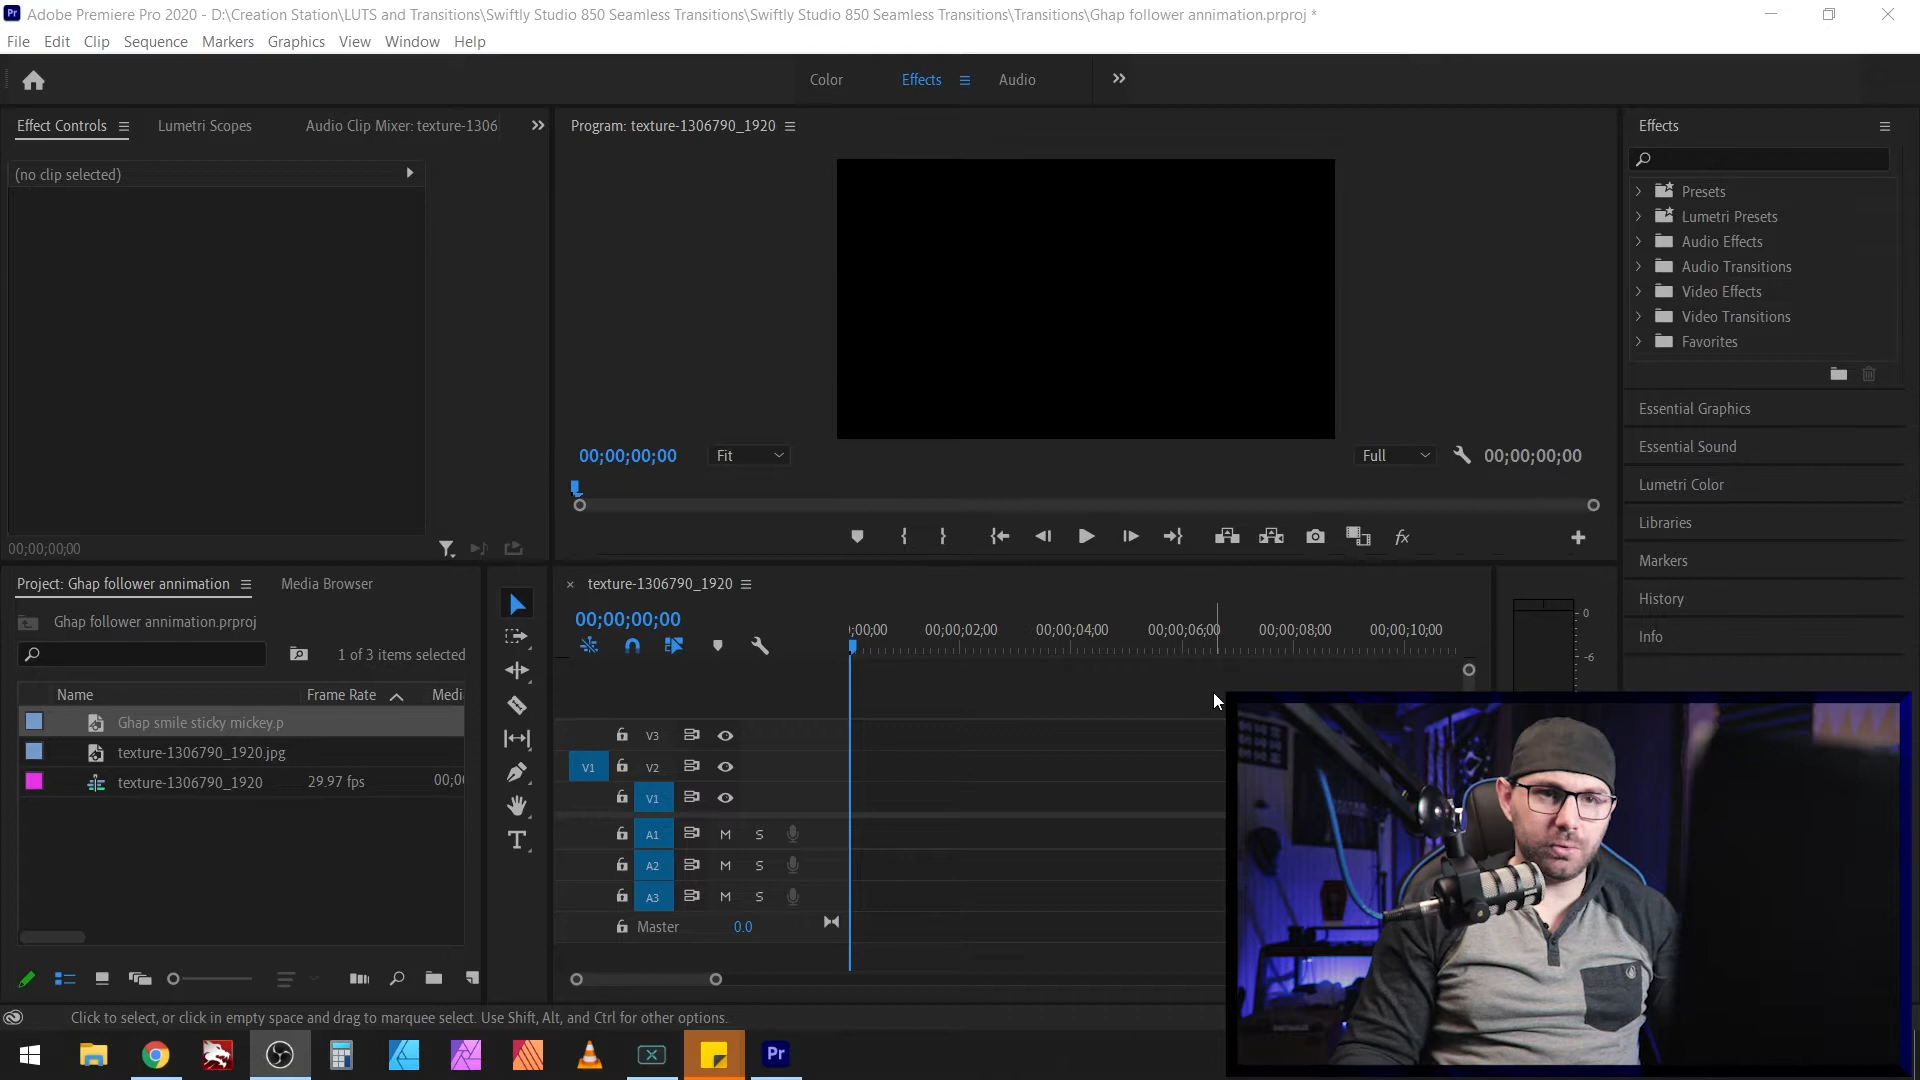 Adobe Premiere Pro 2020 - D:\Creation Station\LUTS and Transitions\Swiftly Studio 850 Seamless Transitions\Swiftly Studio 850 Seamless Transitions\Transitions\Ghap follower annimation.prproj *
File Edit Clip Sequence Markers Graphics View Window Help
Color Effects Audio
Effect Controls Lumetri Scopes Audio Clip Mixer: texture-1306
Program: texture-1306790_1920
Effects
(no clip selected)
Presets
Lumetri Presets
Audio Effects
Audio Transitions
Video Effects
Video Transitions
Favorites
Essential Graphics
Essential Sound
Lumetri Color
Libraries
Markers
History
Info
00;00;00;00 Fit Full 00;00;00;00
00;00;00;00
Project: Ghap follower annimation Media Browser
Ghap follower annimation.prproj
1 of 3 items selected
Name Frame Rate Medi
Ghap smile sticky mickey.p
texture-1306790_1920.jpg
texture-1306790_1920 29.97 fps 00;0
texture-1306790_1920
00;00;00;00
;00;00 00;00;02;00 00;00;04;00 00;00;06;00 00;00;08;00 00;00;10;00
V3
V1 V2
V1
A1 M S
A2 M S
A3 M S
Master 0.0
0
-6
Click to select, or click in empty space and drag to marquee select. Use Shift, Alt, and Ctrl for other options.